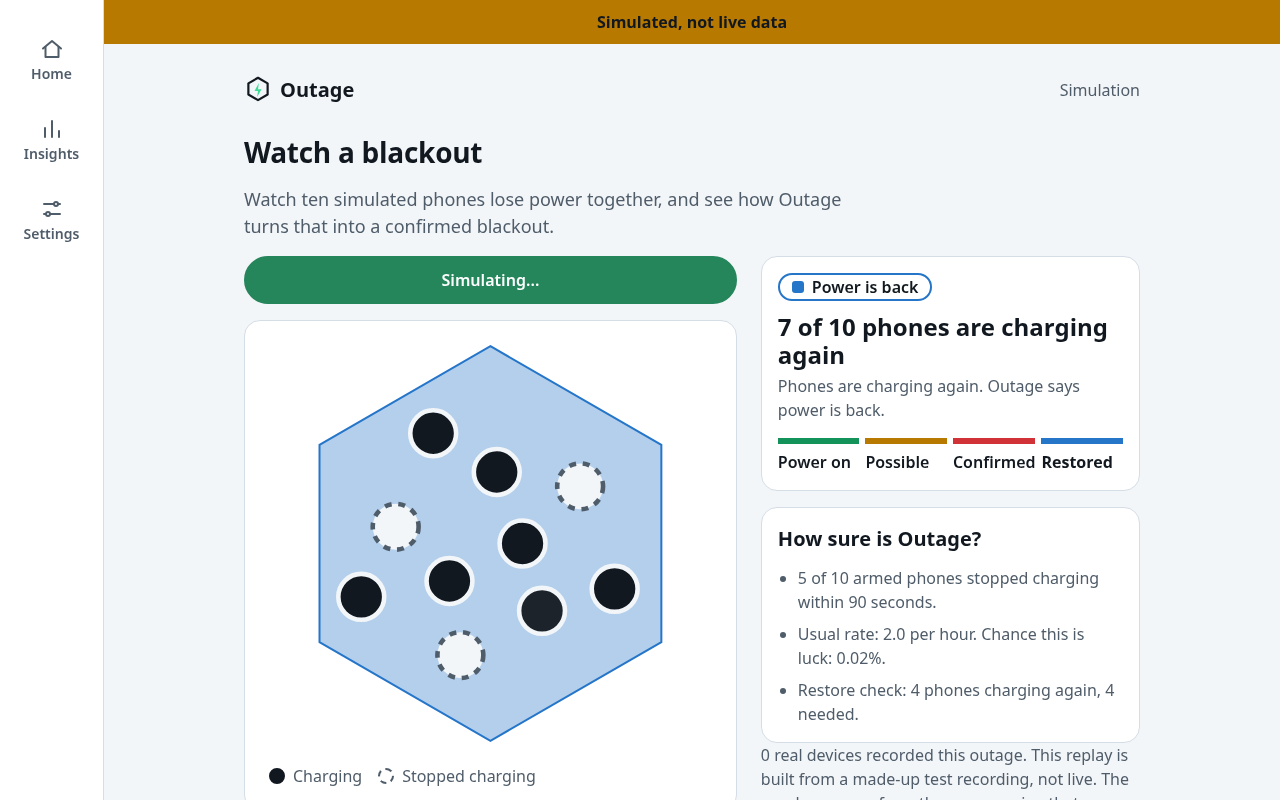 Simulated, not live data
Home
Insights
Settings
Outage
Simulation
Watch a blackout
Watch ten simulated phones lose power together, and see how Outage
turns that into a confirmed blackout.
Simulating...
Charging
Stopped charging
Power is back
7 of 10 phones are charging
again
Phones are charging again. Outage says
power is back.
Power on
Possible
Confirmed
Restored
How sure is Outage?
5 of 10 armed phones stopped charging
within 90 seconds.
Usual rate: 2.0 per hour. Chance this is
luck: 0.02%.
Restore check: 4 phones charging again, 4
needed.
0 real devices recorded this outage. This replay is
built from a made-up test recording, not live. The